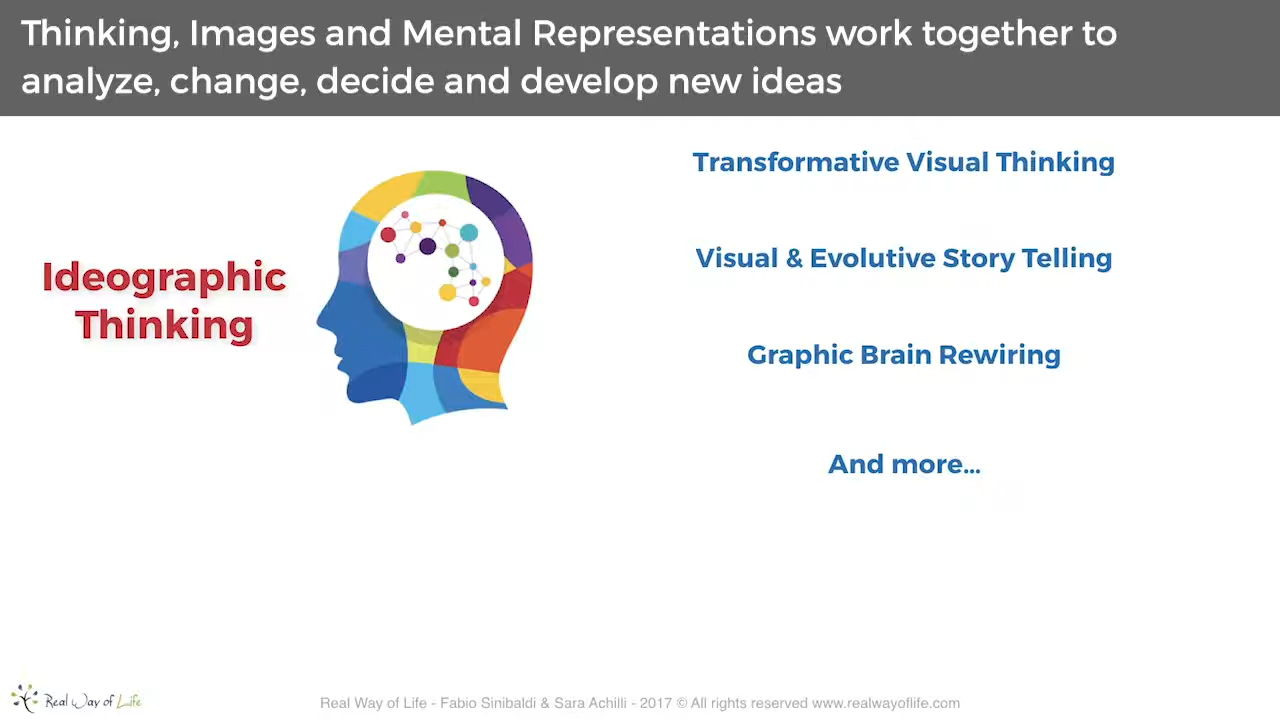 Thinking, Images and Mental Representations work together to
analyze, change, decide and develop new ideas
Ideographic
Thinking
Transformative Visual Thinking
Visual & Evolutive Story Telling
Graphic Brain Rewiring
And more...
Real Way of Life
Real Way of Life - Fabio Sinibaldi & Sara Achilli - 2017 © All rights reserved www.realwayoflife.com